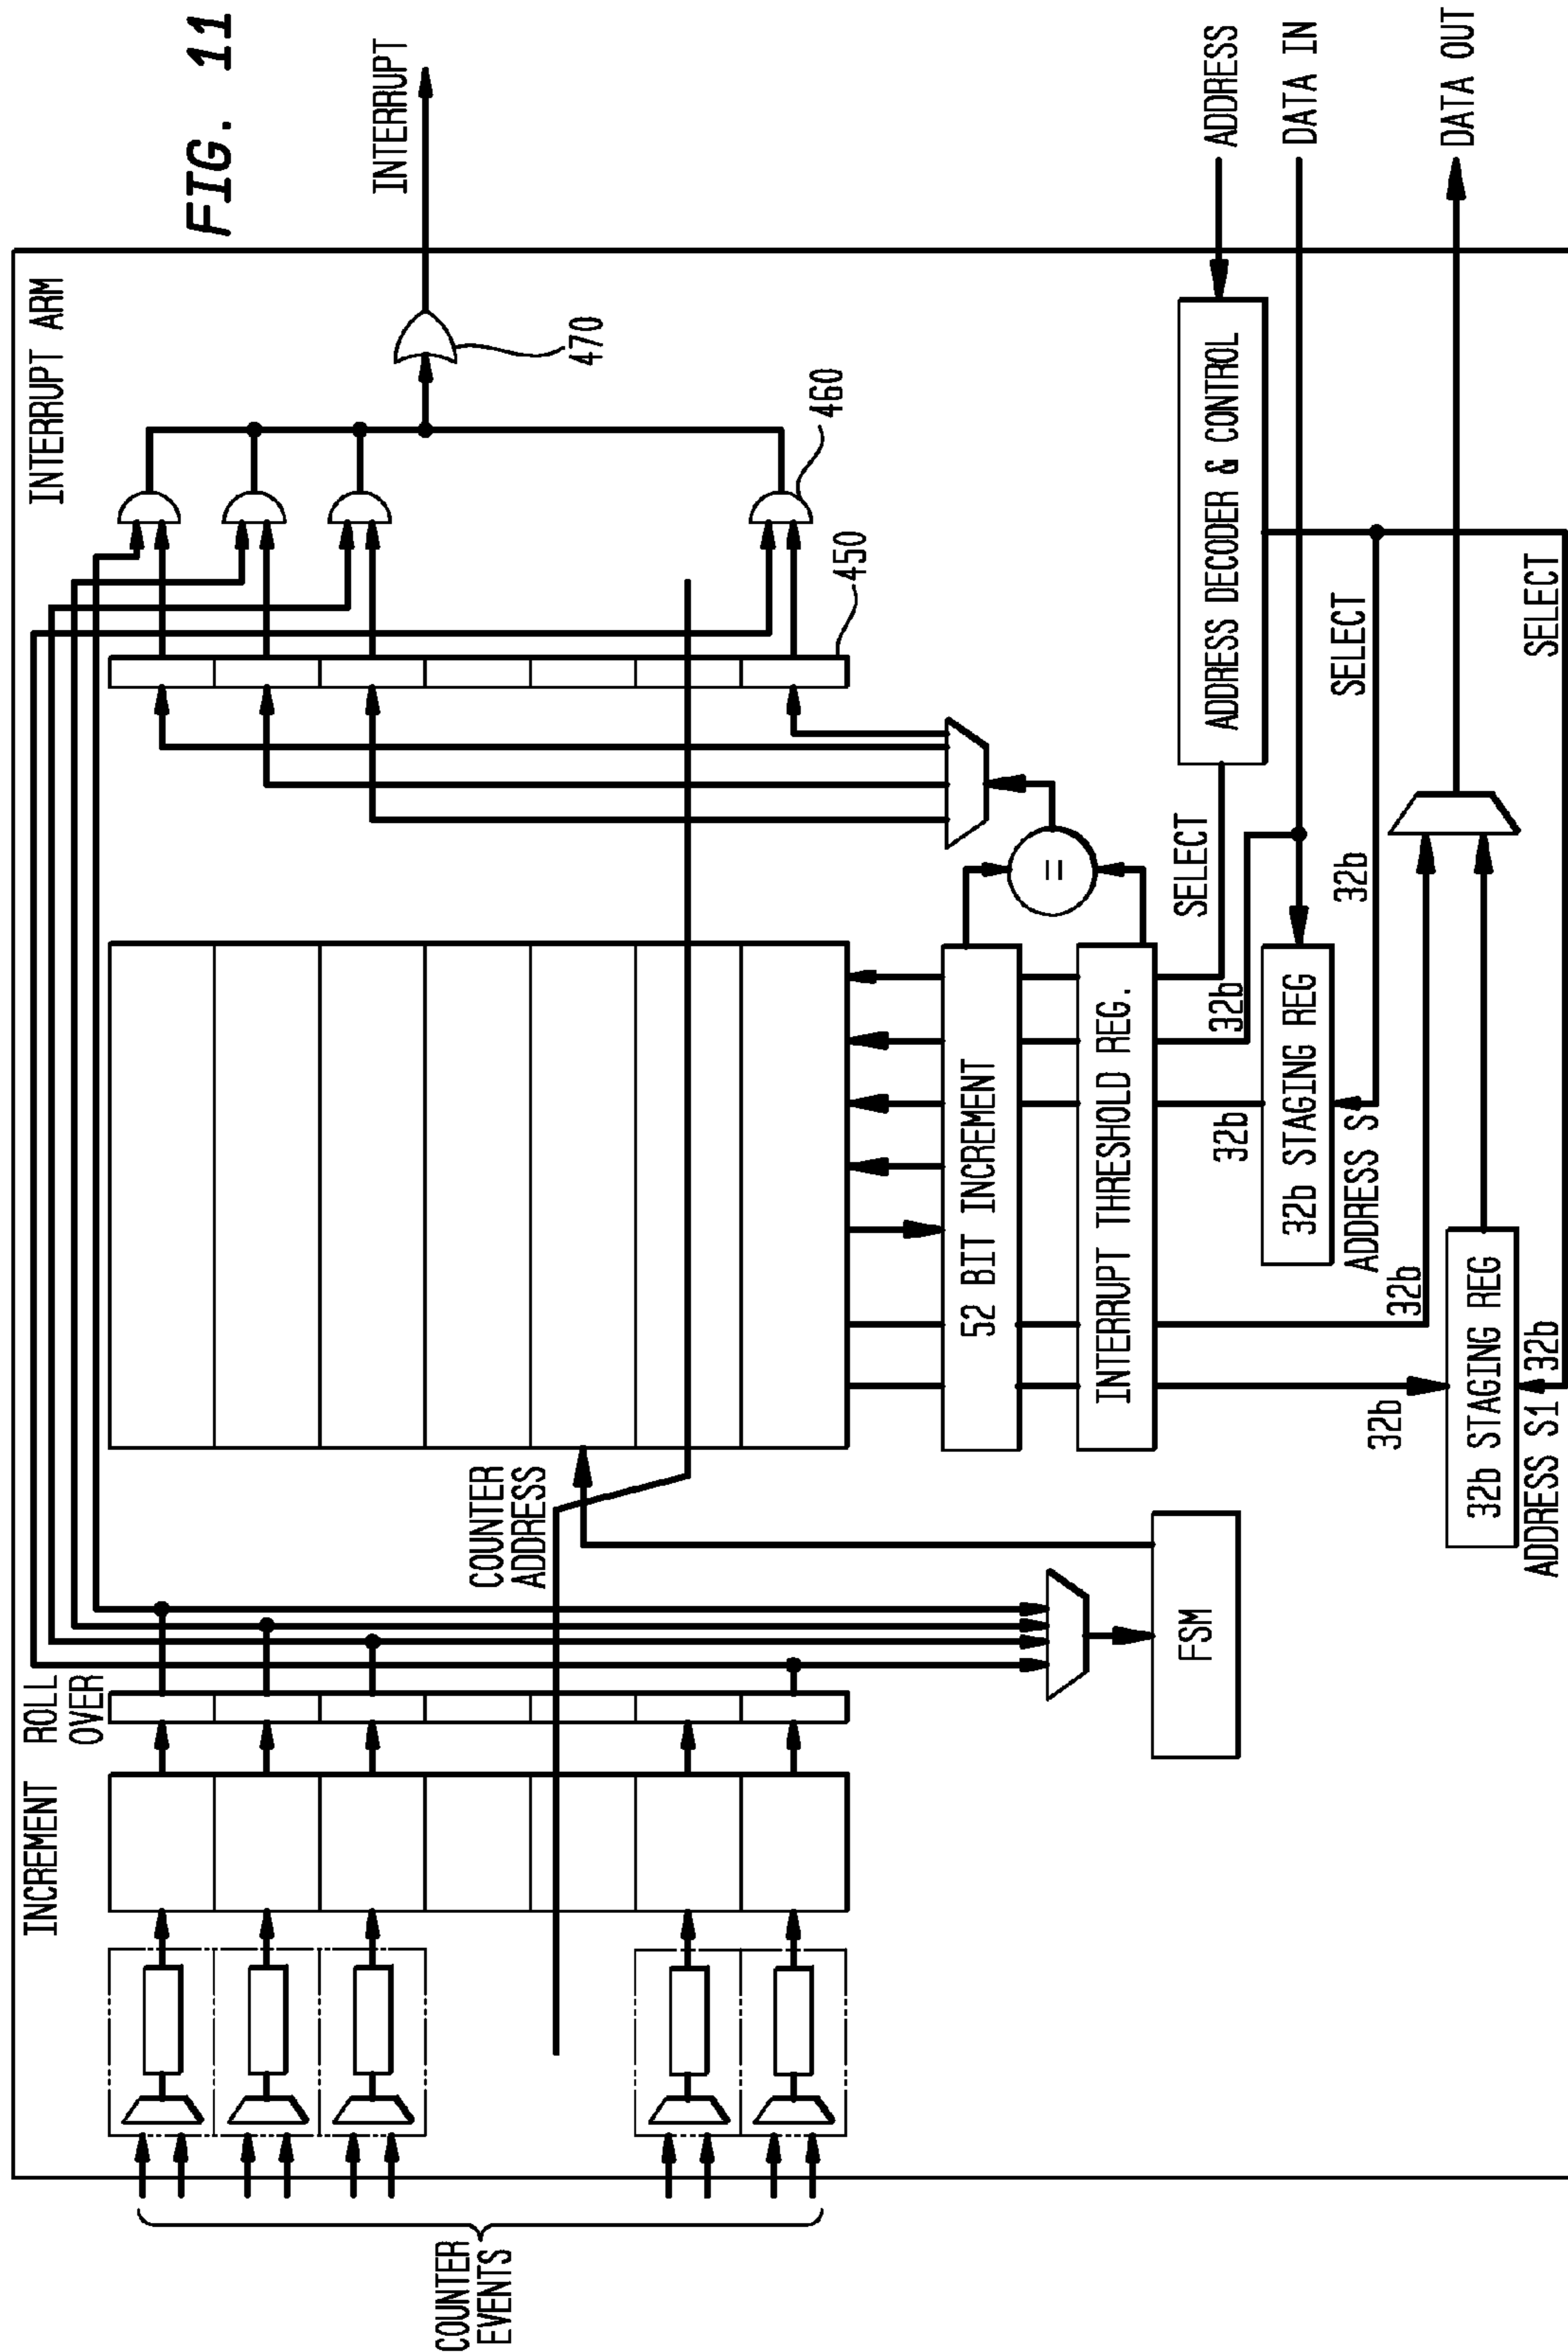 FIG. 11
INCREMENT
ROLL
OVER
INTERRUPT ARM
INTERRUPT
470
460
450
COUNTER
EVENTS
COUNTER
ADDRESS
FSM
52 BIT INCREMENT
=
INTERRUPT THRESHOLD REG.
SELECT
ADDRESS DECODER & CONTROL
ADDRESS
DATA IN
32b
32b
32b STAGING REG
ADDRESS S
32b
SELECT
32b
32b
32b STAGING REG
ADDRESS S1
32b
SELECT
DATA OUT